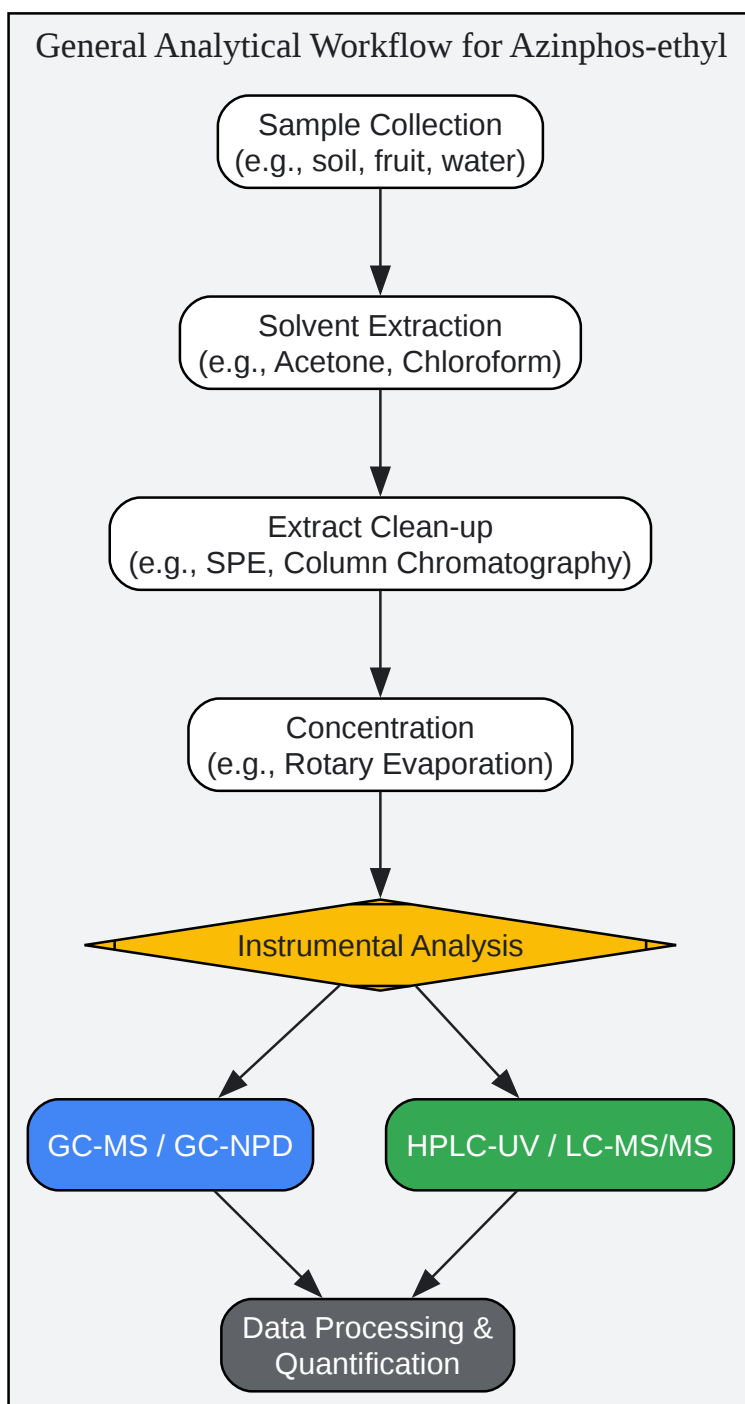 General Analytical Workflow for Azinphos-ethyl
Sample Collection
(e.g., soil, fruit, water)
Solvent Extraction
(e.g., Acetone, Chloroform)
Extract Clean-up
(e.g., SPE, Column Chromatography)
Concentration
(e.g., Rotary Evaporation)
Instrumental Analysis
GC-MS / GC-NPD
HPLC-UV / LC-MS/MS
Data Processing &
Quantification